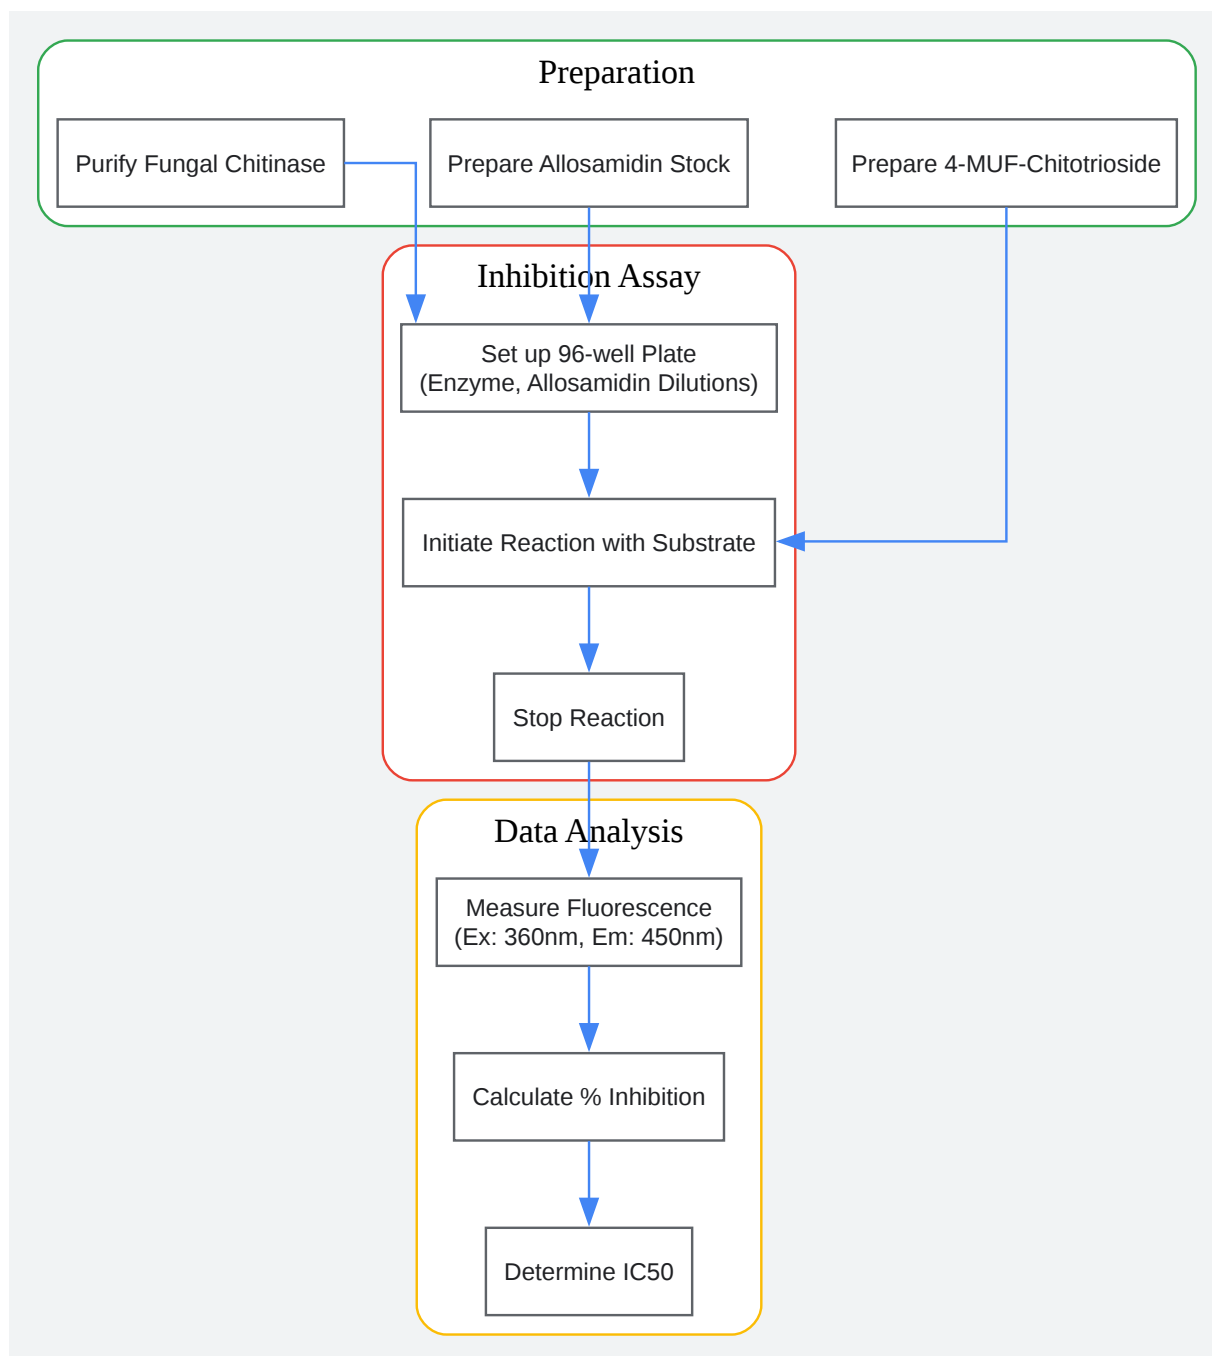 Preparation
Purify Fungal Chitinase
Prepare Allosamidin Stock
Prepare 4-MUF-Chitotrioside
Inhibition Assay
Set up 96-well Plate
(Enzyme, Allosamidin Dilutions)
Initiate Reaction with Substrate
Stop Reaction
Data Analysis
Measure Fluorescence
(Ex: 360nm, Em: 450nm)
Calculate % Inhibition
Determine IC50